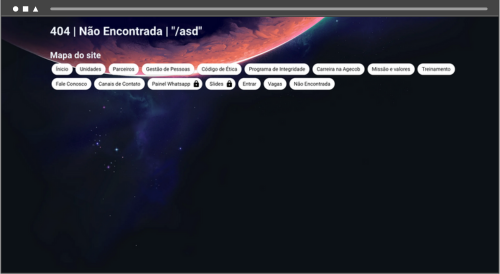 404 | Não Encontrada | "/asd"
Mapa do site
Início Unidades Parceiros Gestão de Pessoas Código de Ética Programa de Integridade Carreira na Agecob Missão e valores Treinamento
Fale Conosco Canais de Contato Painel Whatsapp Slides Entrar Vagas Não Encontrada